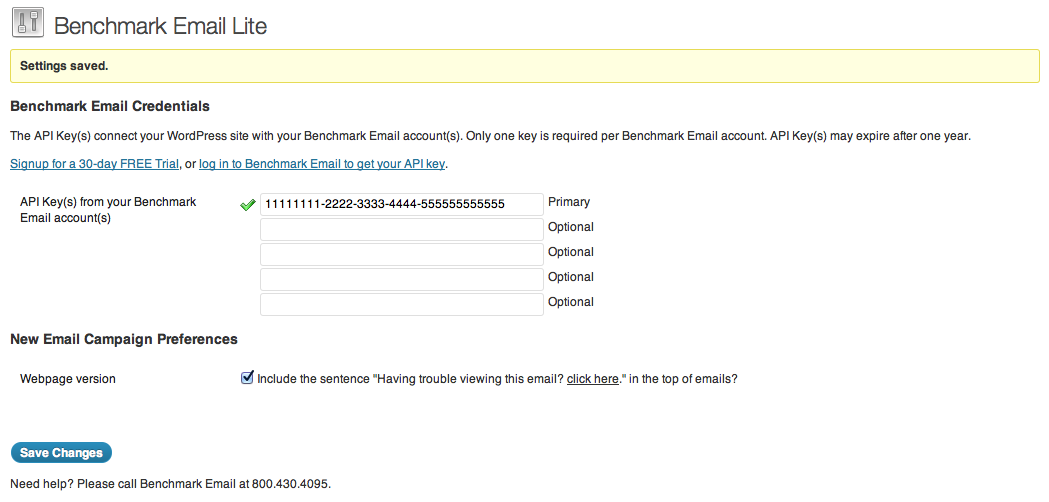 Benchmark Email Lite
Settings saved.
Benchmark Email Credentials
The API Key(s) connect your WordPress site with your Benchmark Email account(s). Only one key is required per Benchmark Email account. API Key(s) may expire after one year.
Signup for a 30-day FREE Trial, or log in to Benchmark Email to get your API key.
API Key(s) from your Benchmark
Email account(s)
11111111-2222-3333-4444-555555555555 Primary
Optional
Optional
Optional
Optional
New Email Campaign Preferences
Webpage version Include the sentence "Having trouble viewing this email? click here." in the top of emails?
Save Changes
Need help? Please call Benchmark Email at 800.430.4095.